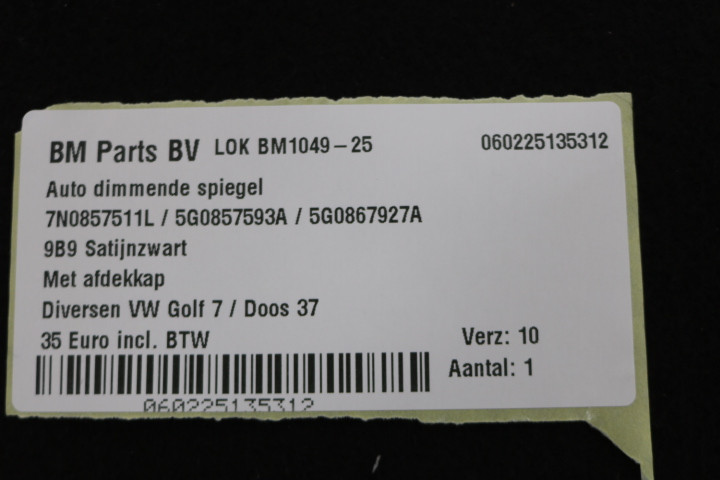 BM Parts BV LOK BM1049-25 060225135312
Auto dimmende spiegel
7N0857511L / 5G0857593A / 5G0867927A
9B9 Satijnzwart
Met afdekkap
Diversen VW Golf 7 / Doos 37
35 Euro incl. BTW Verz: 10
Aantal: 1
060225135312